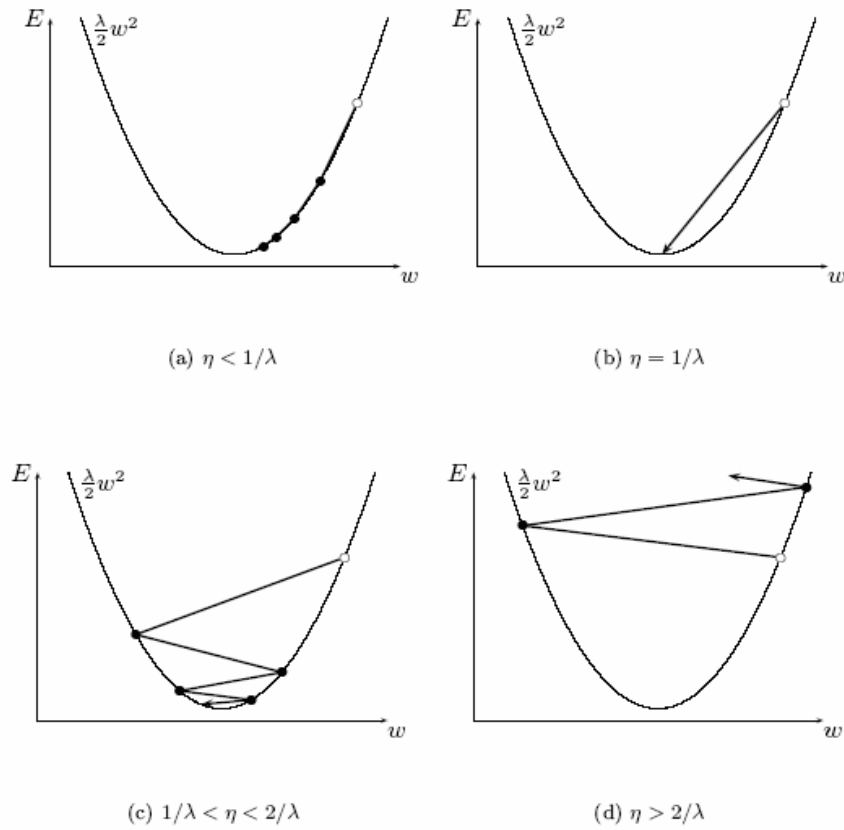 E
λ/2 w²
w
(a) η < 1/λ
E
λ/2 w²
w
(b) η = 1/λ
E
λ/2 w²
w
(c) 1/λ < η < 2/λ
E
λ/2 w²
w
(d) η > 2/λ